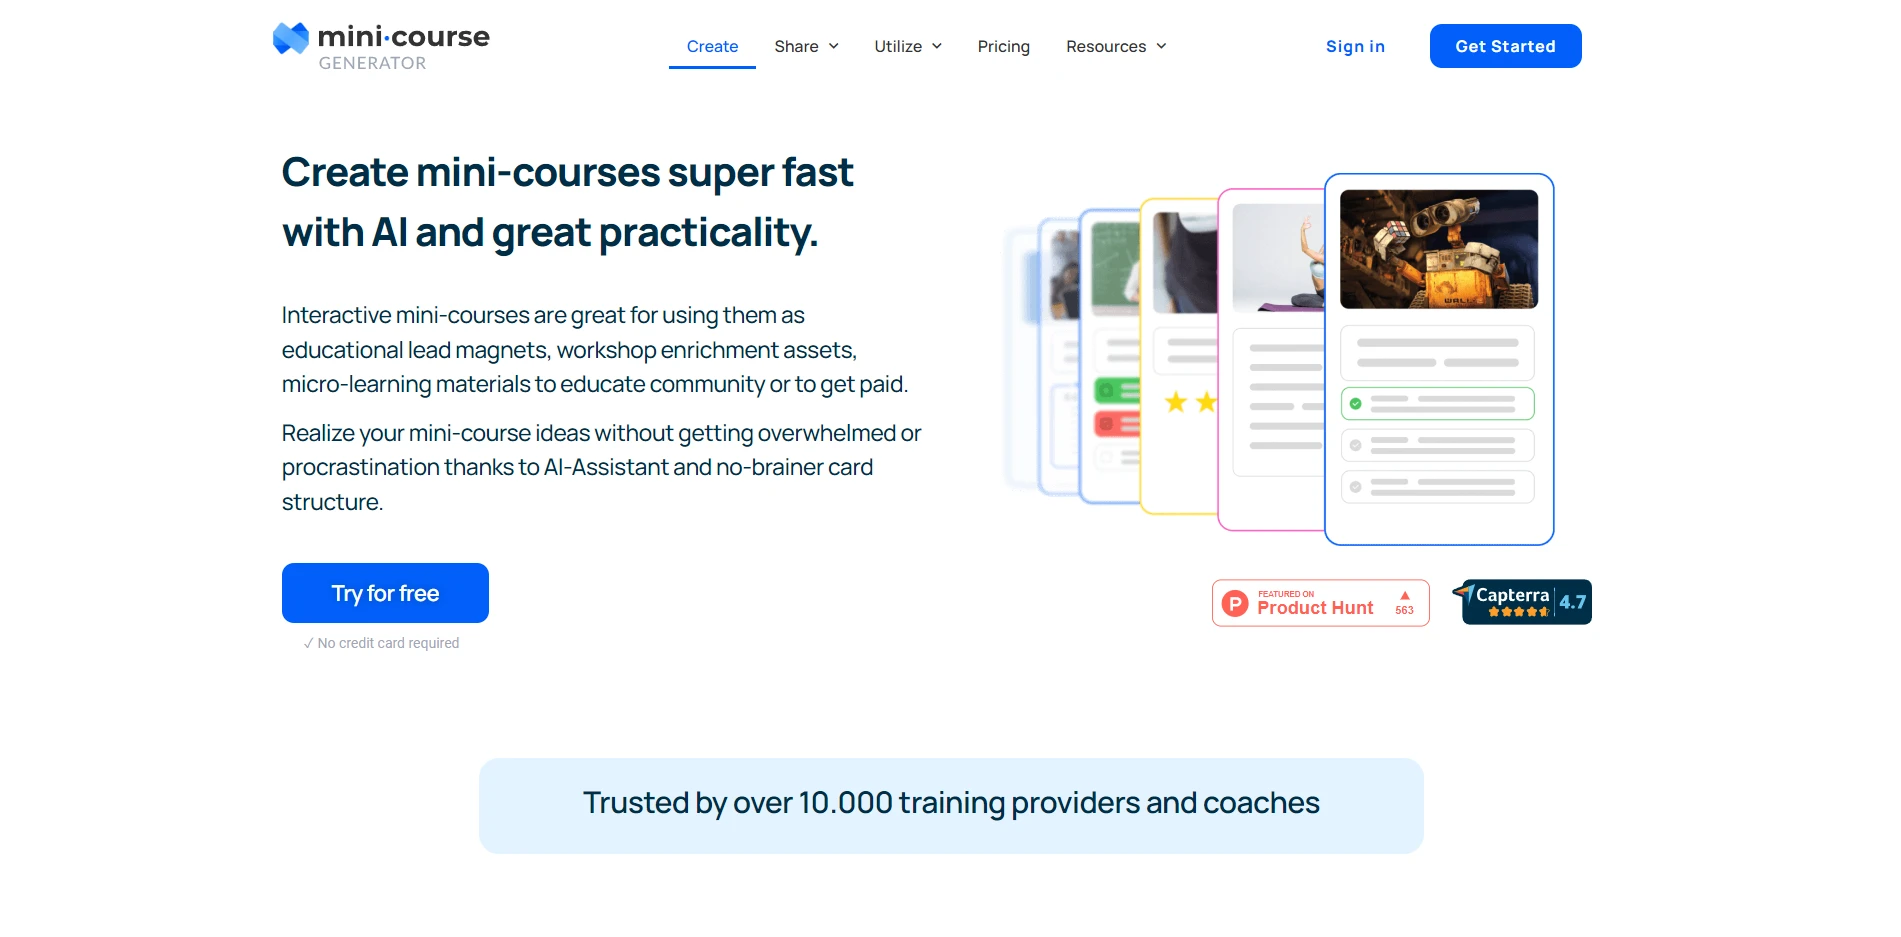 mini·course
GENERATOR
Create
Share
Utilize
Pricing
Resources
Sign in
Get Started
Create mini-courses super fast
with AI and great practicality.
Interactive mini-courses are great for using them as
educational lead magnets, workshop enrichment assets,
micro-learning materials to educate community or to get paid.
Realize your mini-course ideas without getting overwhelmed or
procrastination thanks to AI-Assistant and no-brainer card
structure.
Try for free
✓ No credit card required
WALL·E
P
FEATURED ON
Product Hunt
▲
563
Capterra
4.7
Trusted by over 10.000 training providers and coaches